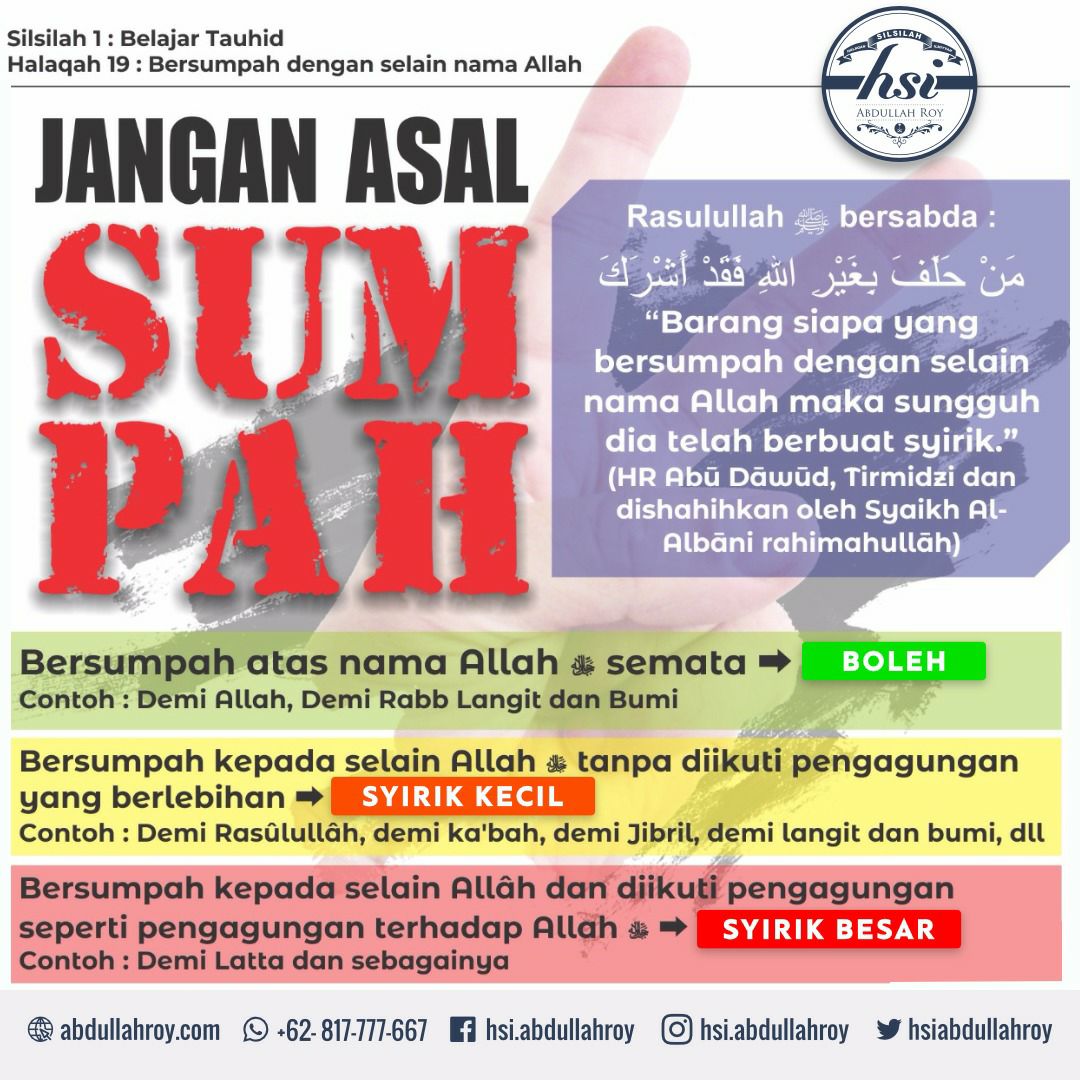 Silsilah 1 : Belajar Tauhid
Halaqah 19 : Bersumpah dengan selain nama Allah
SILSILAH
hsi
ABDULLAH ROY
JANGAN ASAL
SUM
PAH
Rasulullah ﷺ bersabda :
مَنْ حَلَفَ بِغَيْرِ اللهِ فَقَدْ أَشْرَكَ
“Barang siapa yang
bersumpah dengan selain
nama Allah maka sungguh
dia telah berbuat syirik.”
(HR Abū Dāwūd, Tirmidzi dan
dishahihkan oleh Syaikh Al-
Albāni rahimahullāh)
Bersumpah atas nama Allah ﷻ semata ➡ BOLEH
Contoh : Demi Allah, Demi Rabb Langit dan Bumi
Bersumpah kepada selain Allah ﷻ tanpa diikuti pengagungan
yang berlebihan ➡ SYIRIK KECIL
Contoh : Demi Rasûlullâh, demi ka'bah, demi Jibril, demi langit dan bumi, dll
Bersumpah kepada selain Allâh dan diikuti pengagungan
seperti pengagungan terhadap Allah ﷻ ➡ SYIRIK BESAR
Contoh : Demi Latta dan sebagainya
abdullahroy.com +62- 817-777-667 hsi.abdullahroy hsi.abdullahroy hsiabdullahroy